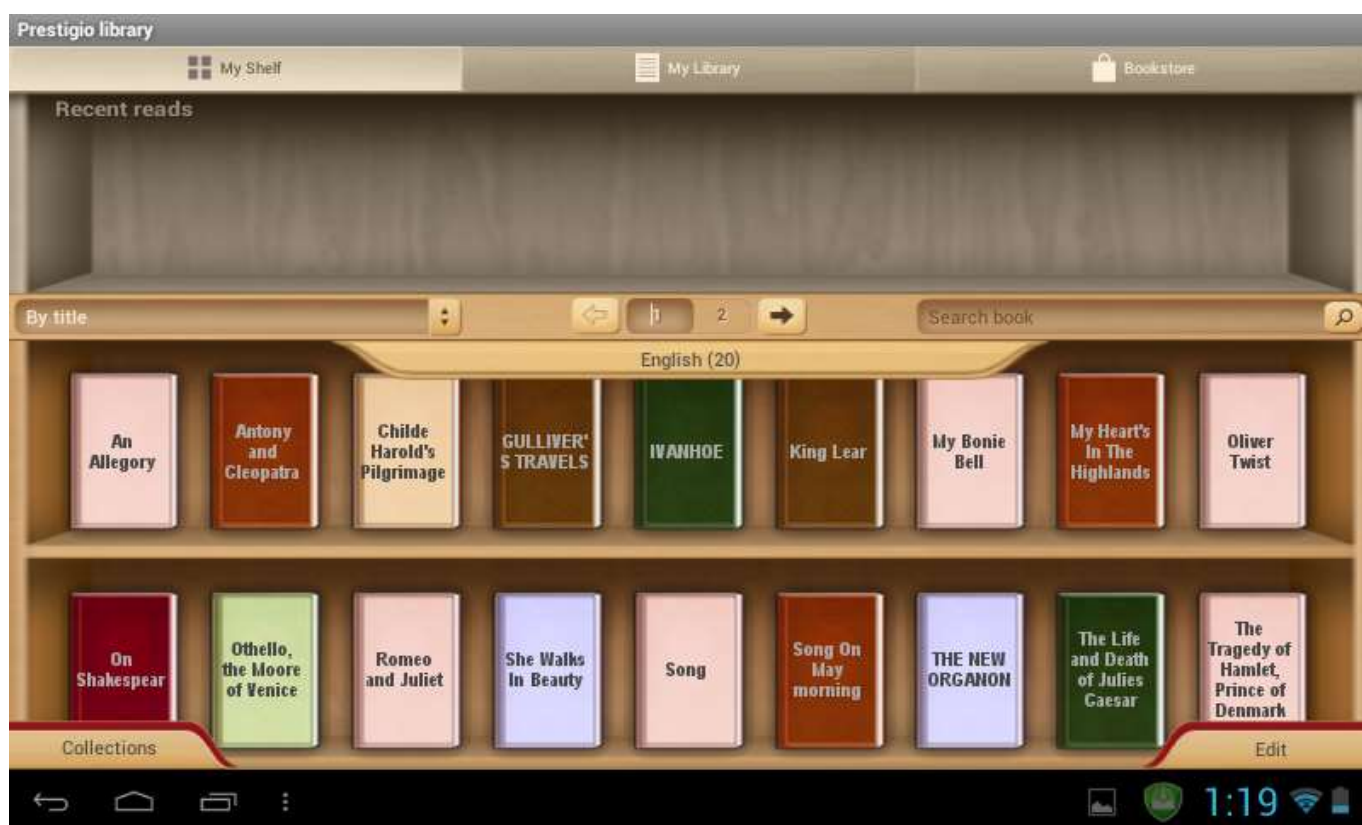 Prestigio library
My Shelf
My Library
Bookstore
Recent reads
By title
1
2
Search book
English (20)
An
Allegory
Antony
and
Cleopatra
Childe
Harold's
Pilgrimage
GULLIVER'
S TRAVELS
IVANHOE
King Lear
My Bonie
Bell
My Heart's
In The
Highlands
Oliver
Twist
On
Shakespear
Othello,
the Moore
of Venice
Romeo
and Juliet
She Walks
In Beauty
Song
Song On
May
morning
THE NEW
ORGANON
The Life
and Death
of Julies
Caesar
The
Tragedy of
Hamlet,
Prince of
Denmark
Collections
Edit
1:19